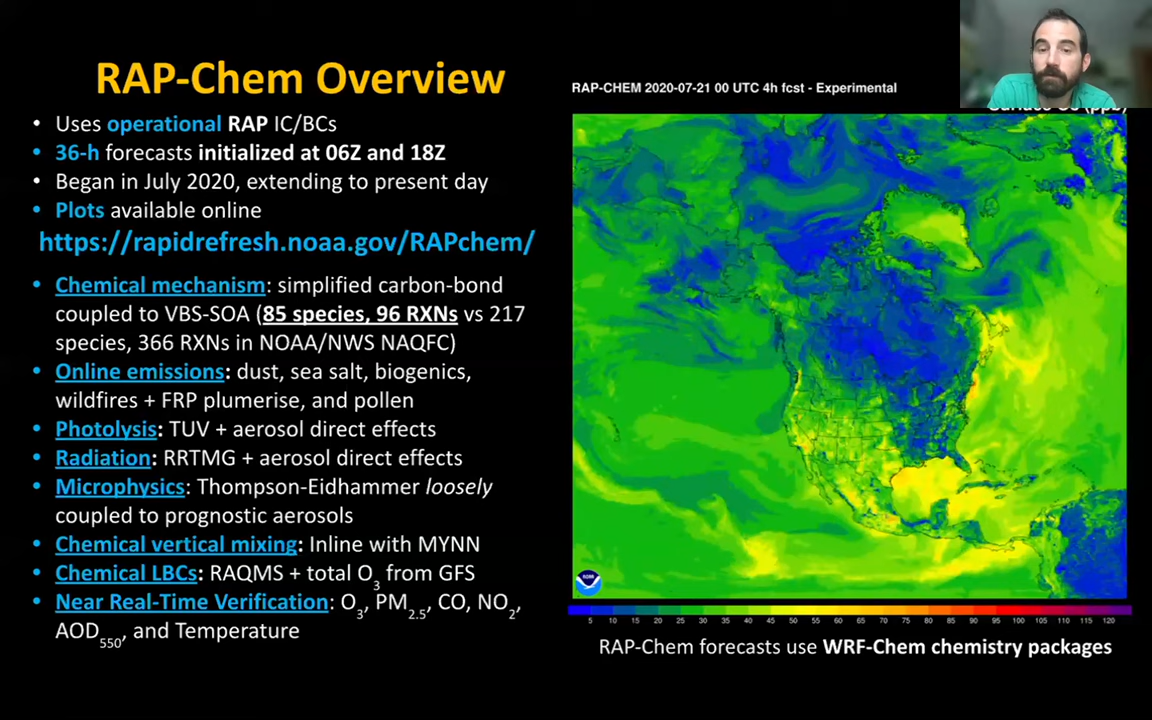 RAP-Chem Overview
• Uses operational RAP IC/BCs
• 36-h forecasts initialized at 06Z and 18Z
• Began in July 2020, extending to present day
• Plots available online
https://rapidrefresh.noaa.gov/RAPchem/
• Chemical mechanism: simplified carbon-bond
coupled to VBS-SOA (85 species, 96 RXNs vs 217
species, 366 RXNs in NOAA/NWS NAQFC)
• Online emissions: dust, sea salt, biogenics,
wildfires + FRP plumerise, and pollen
• Photolysis: TUV + aerosol direct effects
• Radiation: RRTMG + aerosol direct effects
• Microphysics: Thompson-Eidhammer loosely
coupled to prognostic aerosols
• Chemical vertical mixing: Inline with MYNN
• Chemical LBCs: RAQMS + total O3 from GFS
• Near Real-Time Verification: O3, PM2.5, CO, NO2,
AOD550, and Temperature
RAP-CHEM 2020-07-21 00 UTC 4h fcst - Experimental
(ppb)
5 10 15 20 25 30 35 40 45 50 55 60 65 70 75 80 85 90 95 100 105 110 115 120
RAP-Chem forecasts use WRF-Chem chemistry packages